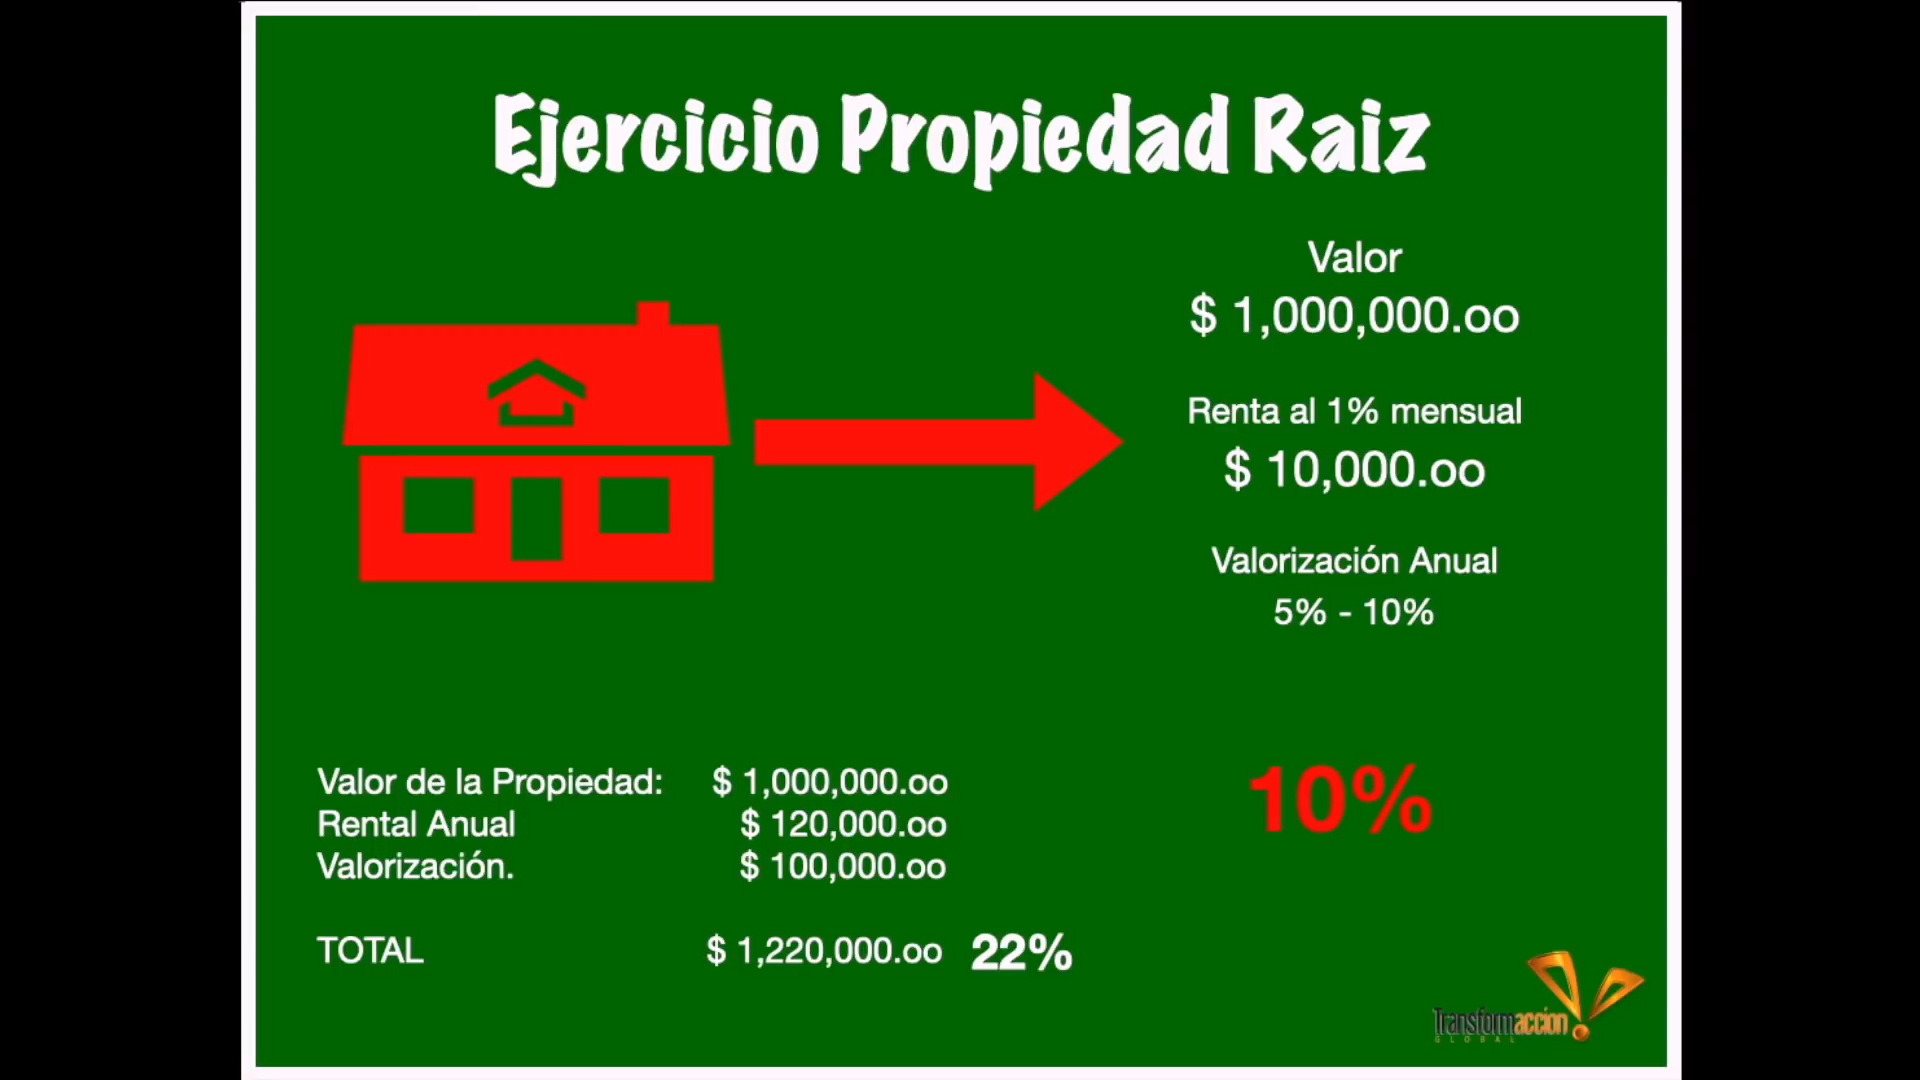 Ejercicio Propiedad Raiz
Valor
$ 1,000,000.oo
Renta al 1% mensual
$ 10,000.oo
Valorización Anual
5% - 10%
Valor de la Propiedad: $ 1,000,000.oo
Rental Anual $ 120,000.oo
Valorización. $ 100,000.oo
TOTAL $ 1,220,000.oo 22%
10%
Transformaccion
GLOBAL